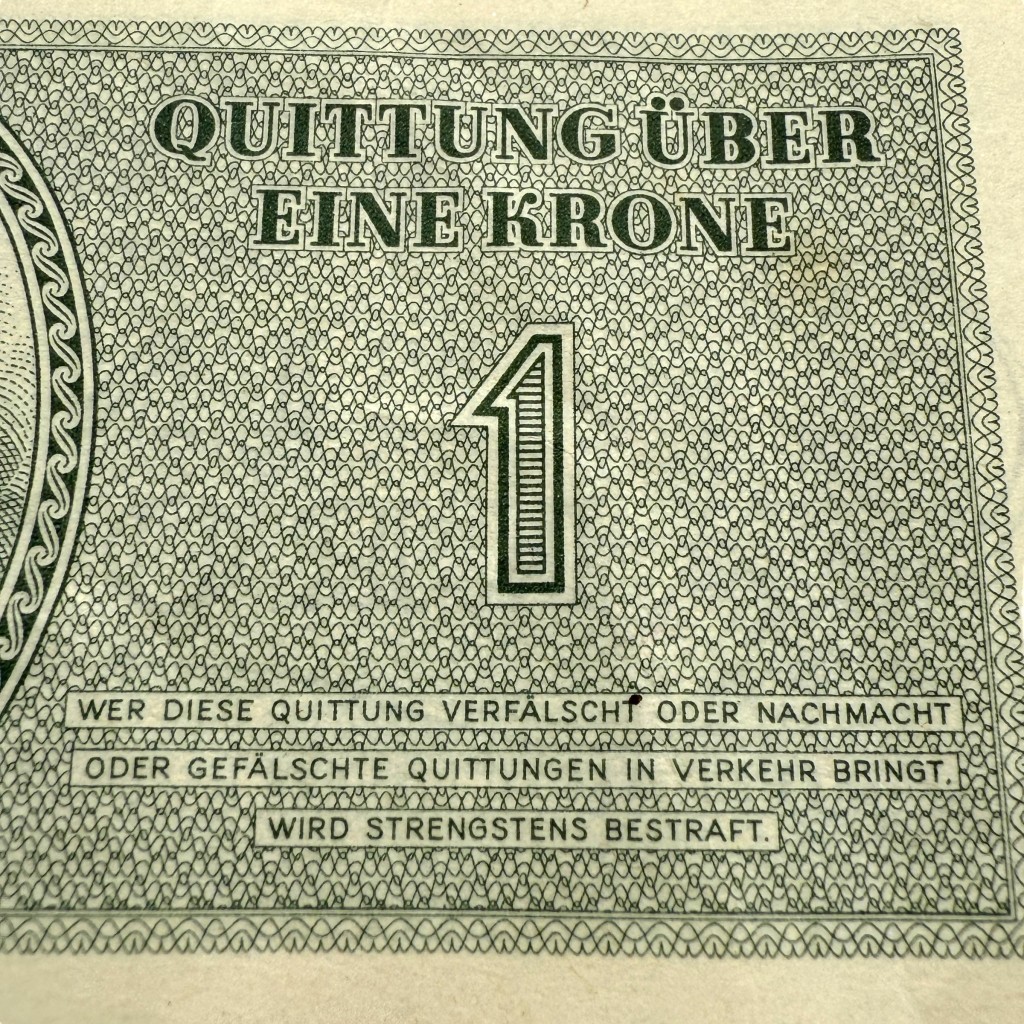 QUITTUNG ÜBER
EINE KRONE
1
WER DIESE QUITTUNG VERFÄLSCHT ODER NACHMACHT
ODER GEFÄLSCHTE QUITTUNGEN IN VERKEHR BRINGT,
WIRD STRENGSTENS BESTRAFT.